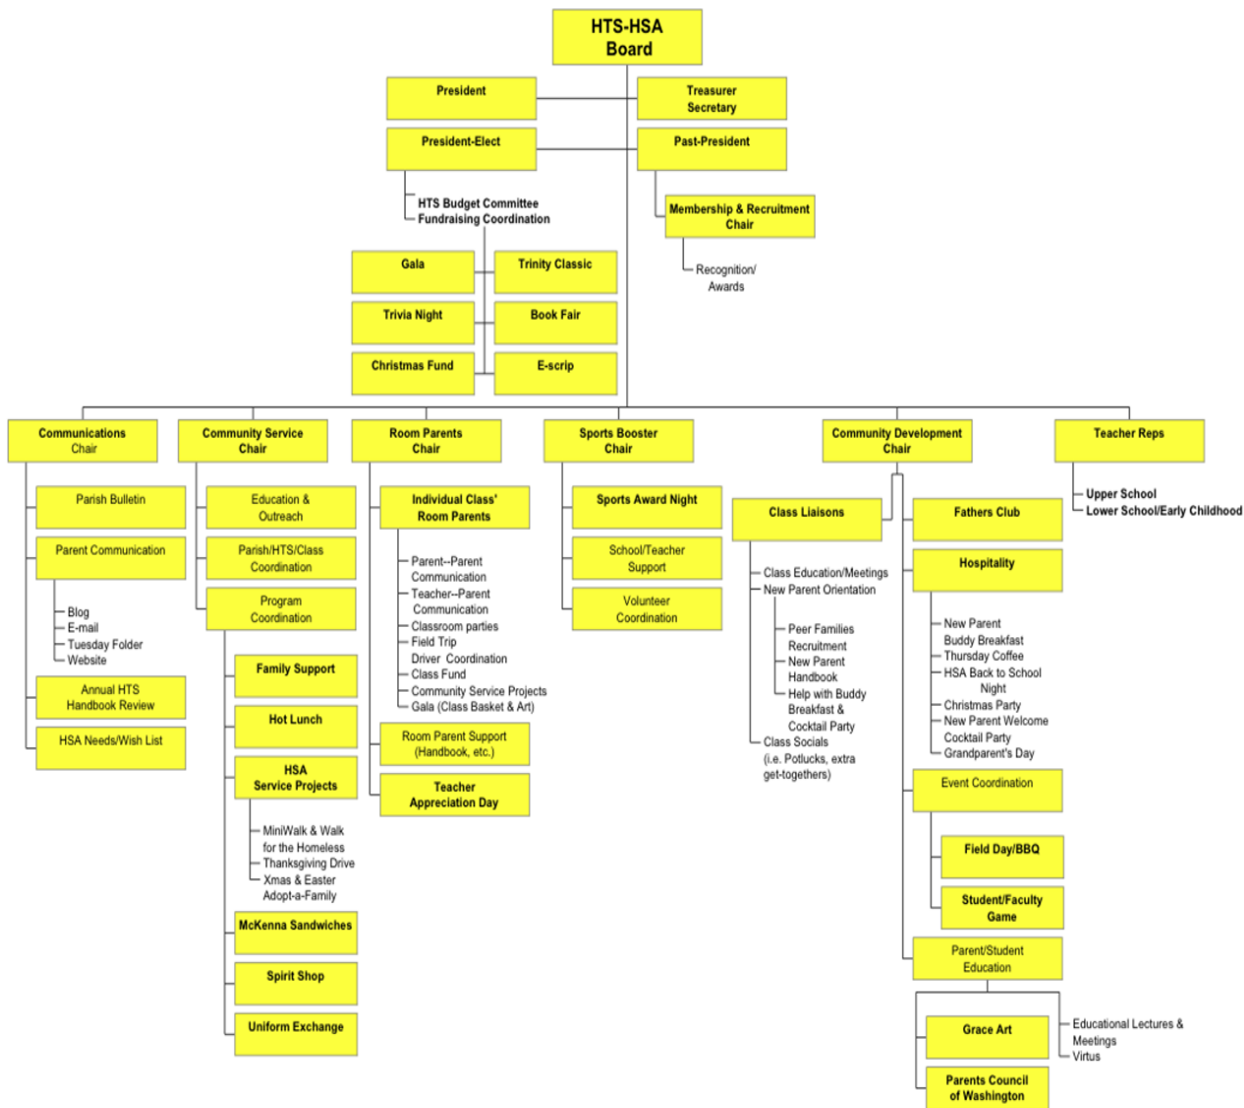 HTS-HSA
Board
President
Treasurer
Secretary
President-Elect
Past-President
HTS Budget Committee
Fundraising Coordination
Membership & Recruitment
Chair
Recognition/
Awards
Gala
Trinity Classic
Trivia Night
Book Fair
Christmas Fund
E-scrip
Communications
Chair
Parish Bulletin
Parent Communication
Blog
E-mail
Tuesday Folder
Website
Annual HTS
Handbook Review
HSA Needs/Wish List
Community Service
Chair
Education &
Outreach
Parish/HTS/Class
Coordination
Program
Coordination
Family Support
Hot Lunch
HSA
Service Projects
MiniWalk & Walk
for the Homeless
Thanksgiving Drive
Xmas & Easter
Adopt-a-Family
McKenna Sandwiches
Spirit Shop
Uniform Exchange
Room Parents
Chair
Individual Class'
Room Parents
Parent--Parent
Communication
Teacher--Parent
Communication
Classroom parties
Field Trip
Driver Coordination
Class Fund
Community Service Projects
Gala (Class Basket & Art)
Room Parent Support
(Handbook, etc.)
Teacher
Appreciation Day
Sports Booster
Chair
Sports Award Night
School/Teacher
Support
Volunteer
Coordination
Community Development
Chair
Class Liaisons
Class Education/Meetings
New Parent Orientation
Peer Families
Recruitment
New Parent
Handbook
Help with Buddy
Breakfast &
Cocktail Party
Class Socials
(i.e. Potlucks, extra
get-togethers)
Fathers Club
Hospitality
New Parent
Buddy Breakfast
Thursday Coffee
HSA Back to School
Night
Christmas Party
New Parent Welcome
Cocktail Party
Grandparent's Day
Event Coordination
Field Day/BBQ
Student/Faculty
Game
Parent/Student
Education
Grace Art
Parents Council
of Washington
Educational Lectures &
Meetings
Virtus
Teacher Reps
Upper School
Lower School/Early Childhood